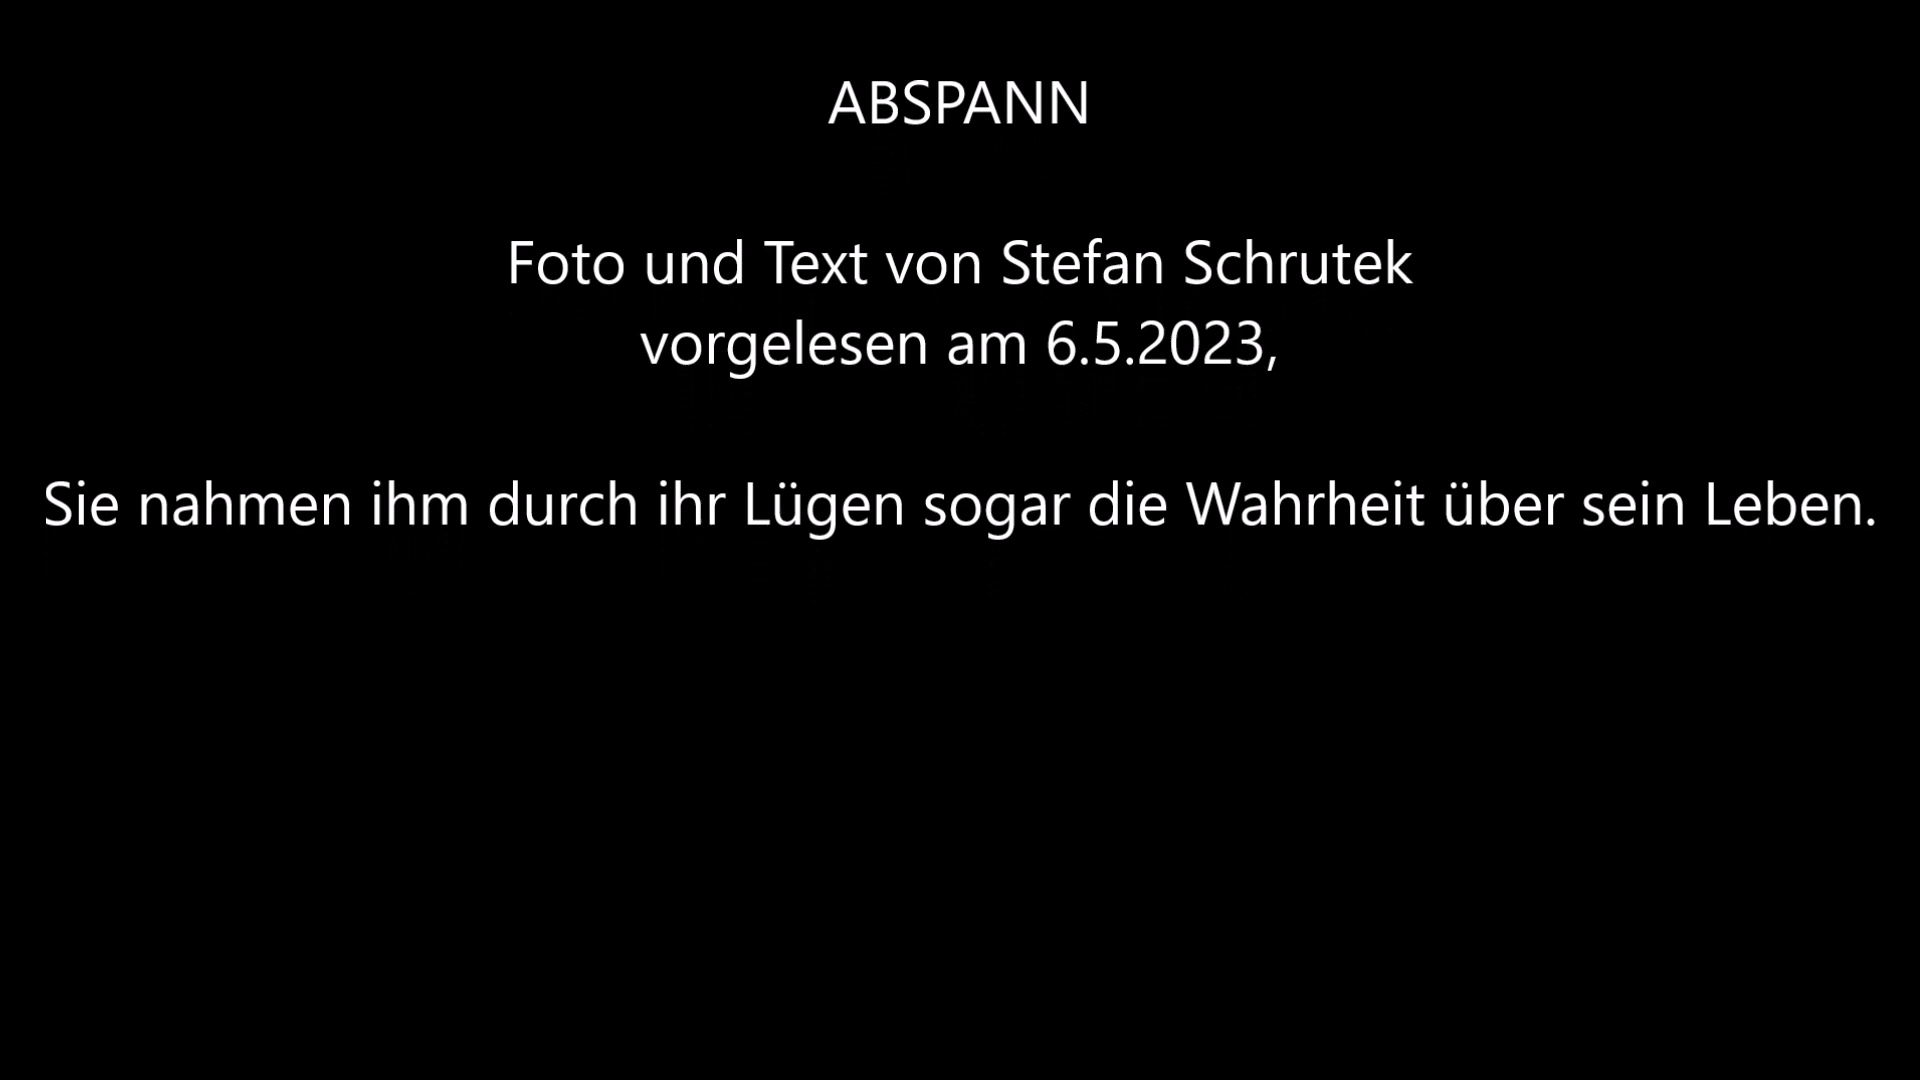 ABSPANN
Foto und Text von Stefan Schrutek
vorgelesen am 6.5.2023,
Sie nahmen ihm durch ihr Lügen sogar die Wahrheit über sein Leben.